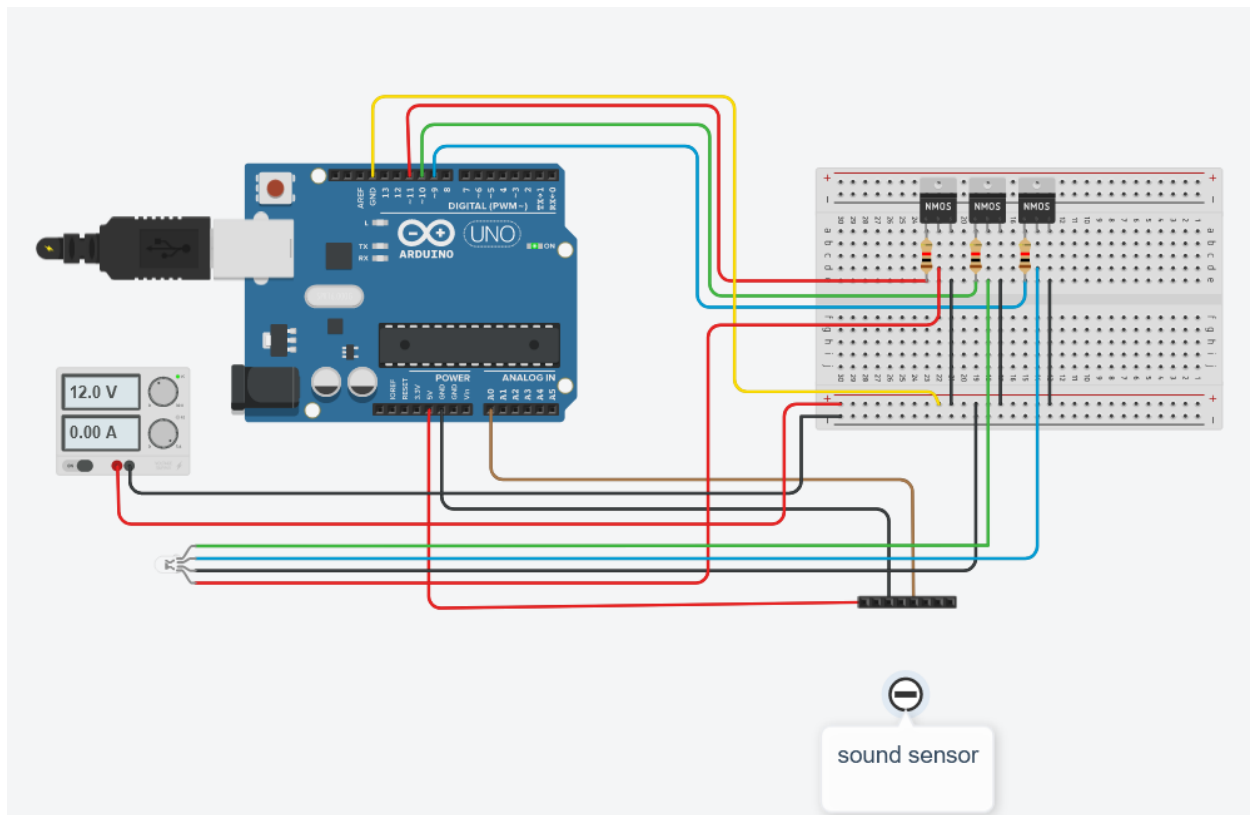 AREF
GND
13
12
~11
~10
~9
8
7
~6
~5
4
~3
2
TX→1
RX←0
DIGITAL (PWM~)
L
TX
RX
UNO
ARDUINO
ON
IOREF
RESET
3.3V
5V
GND
GND
Vin
POWER
ANALOG IN
A0
A1
A2
A3
A4
A5
12.0 V
0.00 A
NMOS
NMOS
NMOS
a
b
c
d
e
f
g
h
i
j
sound sensor